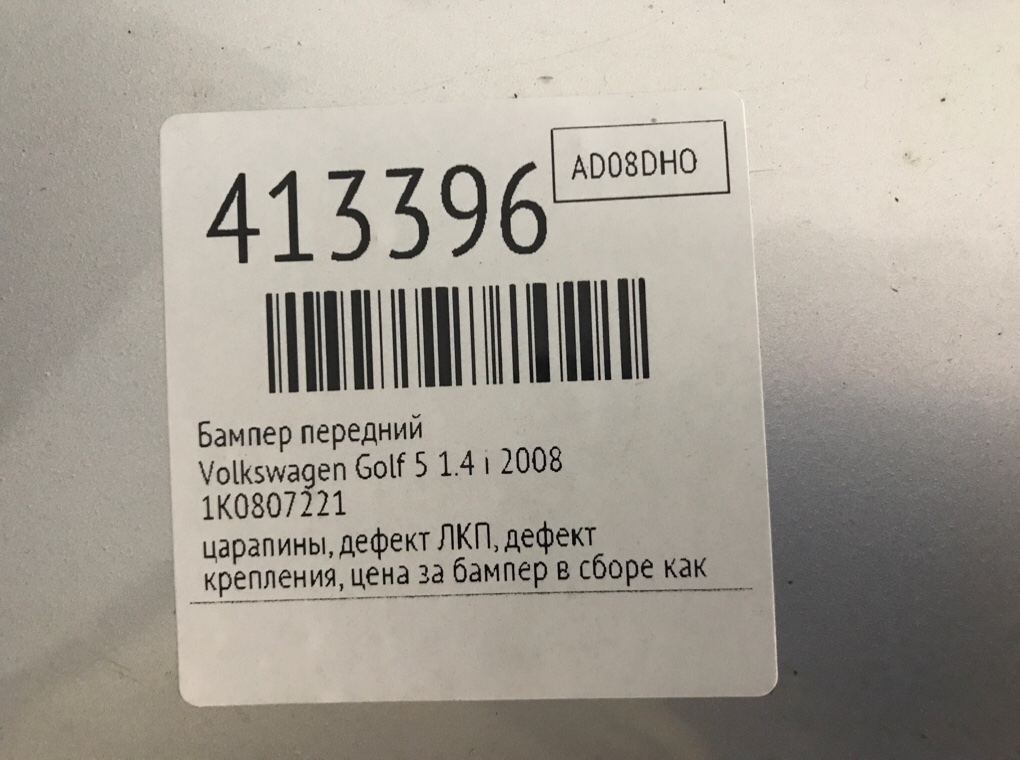 413396
AD08DHO
Бампер передний
Volkswagen Golf 5 1.4 i 2008
1K0807221
царапины, дефект ЛКП, дефект
крепления, цена за бампер в сборе как